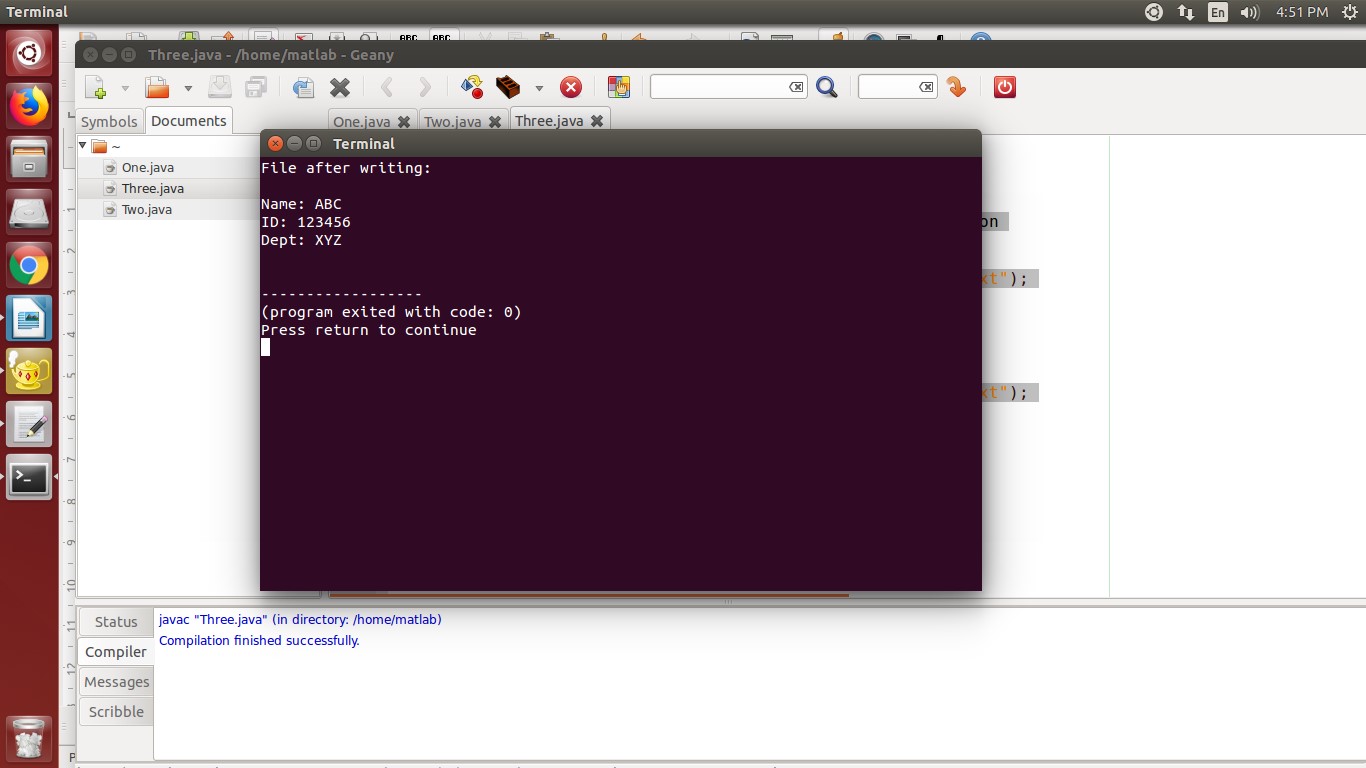 Terminal
En
4:51 PM
Three.java - /home/matlab - Geany
Symbols
Documents
One.java
Two.java
Three.java
~
One.java
Three.java
Two.java
Terminal
File after writing:
Name: ABC
ID: 123456
Dept: XYZ
------------------
(program exited with code: 0)
Press return to continue
on
xt");
xt");
Status
Compiler
Messages
Scribble
javac "Three.java" (in directory: /home/matlab)
Compilation finished successfully.